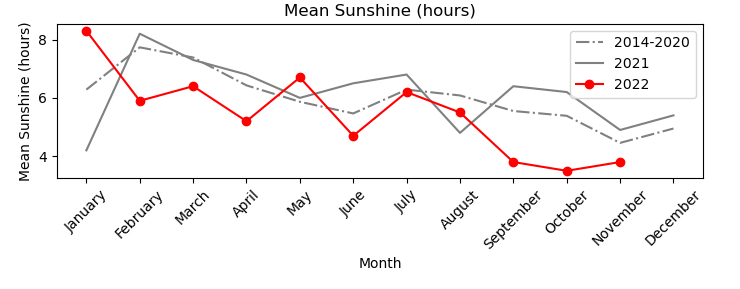 Mean Sunshine (hours)
Mean Sunshine (hours)
8
6
4
2014-2020
2021
2022
January
February
March
April
May
June
July
August
September
October
November
December
Month